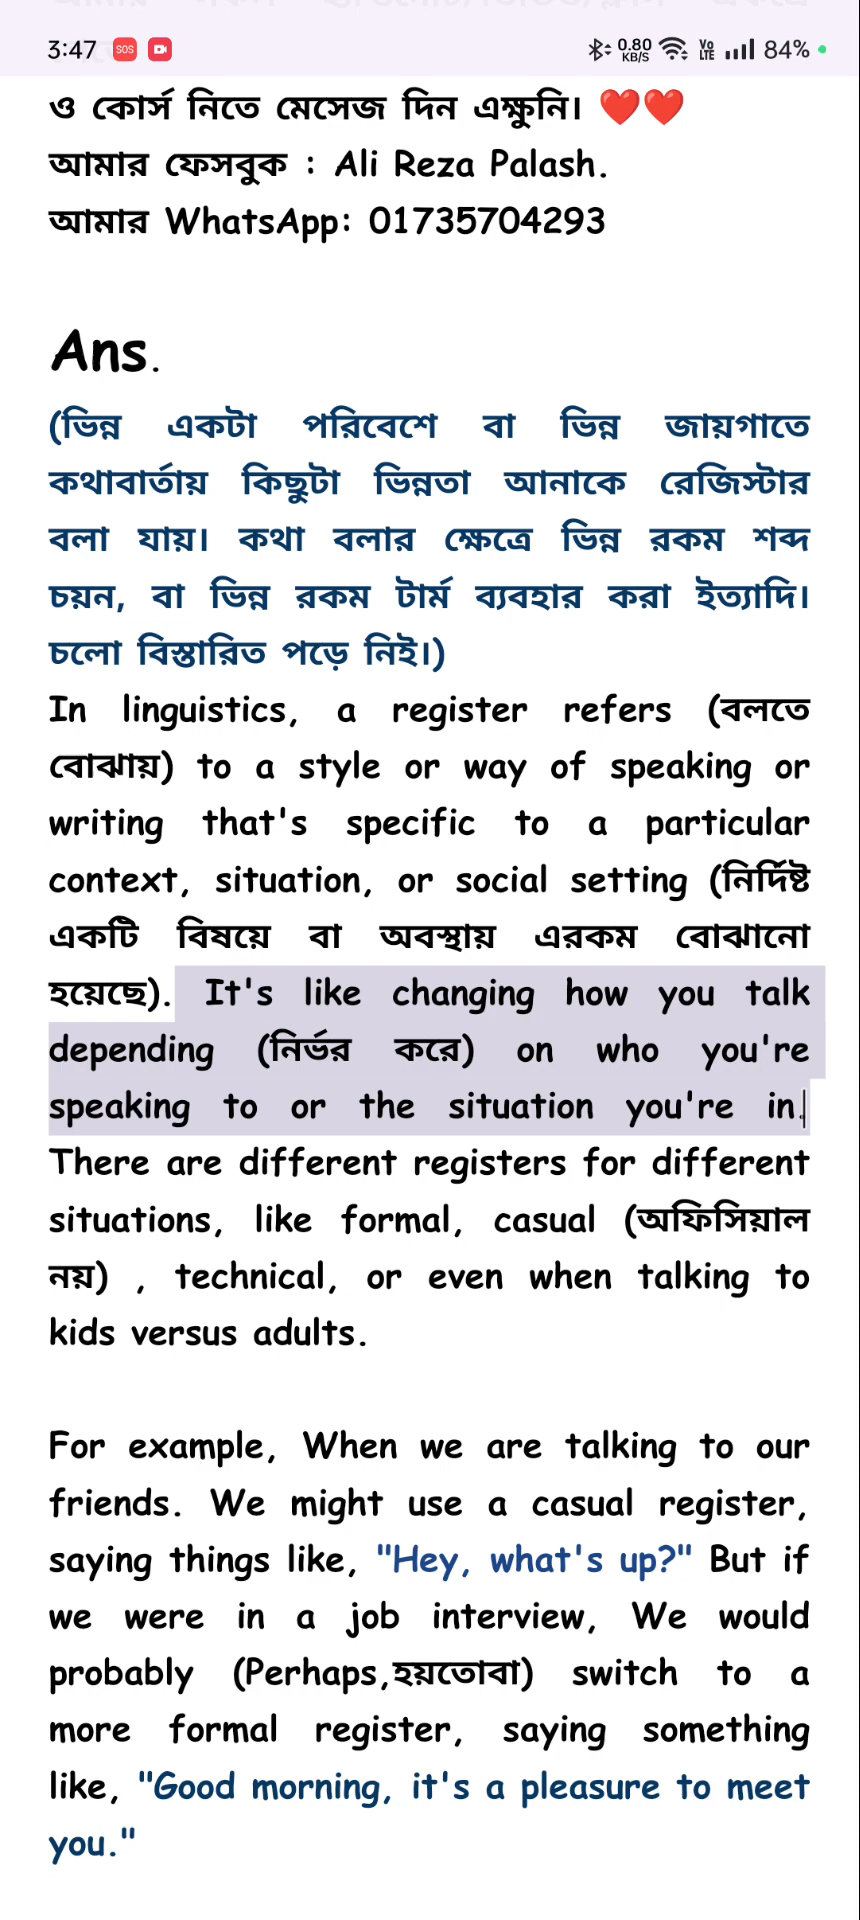 3:47 SOS 0.80 KB/S Vo LTE 84%
ও কোর্স নিতে মেসেজ দিন এক্ষুনি। ❤️❤️
আমার ফেসবুক : Ali Reza Palash.
আমার WhatsApp: 01735704293
Ans.
(ভিন্ন একটা পরিবেশে বা ভিন্ন জায়গাতে
কথাবার্তায় কিছুটা ভিন্নতা আনাকে রেজিস্টার
বলা যায়। কথা বলার ক্ষেত্রে ভিন্ন রকম শব্দ
চয়ন, বা ভিন্ন রকম টার্ম ব্যবহার করা ইত্যাদি।
চলো বিস্তারিত পড়ে নিই।)
In linguistics, a register refers (বলতে
বোঝায়) to a style or way of speaking or
writing that's specific to a particular
context, situation, or social setting (নির্দিষ্ট
একটি বিষয়ে বা অবস্থায় এরকম বোঝানো
হয়েছে). It's like changing how you talk
depending (নির্ভর করে) on who you're
speaking to or the situation you're in.
There are different registers for different
situations, like formal, casual (অফিসিয়াল
নয়) , technical, or even when talking to
kids versus adults.
For example, When we are talking to our
friends. We might use a casual register,
saying things like, "Hey, what's up?" But if
we were in a job interview, We would
probably (Perhaps,হয়তোবা) switch to a
more formal register, saying something
like, "Good morning, it's a pleasure to meet
you."